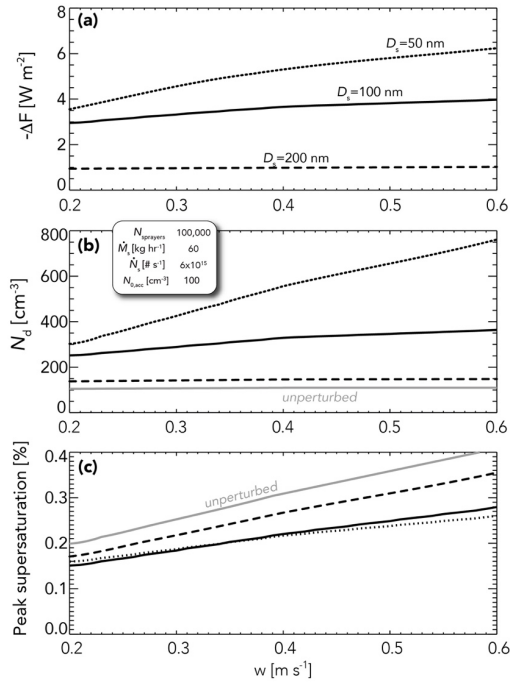 (a)
8
6
4
2
0
-ΔF [W m⁻²]
Dₛ=50 nm
Dₛ=100 nm
Dₛ=200 nm
0.2 0.3 0.4 0.5 0.6
(b)
800
600
400
200
0
N_d [cm⁻³]
N_sprayers 100,000
Ṁₛ [kg hr⁻¹] 60
Ṅₛ [# s⁻¹] 6x10¹⁵
N_0,acc [cm⁻³] 100
unperturbed
0.2 0.3 0.4 0.5 0.6
(c)
0.4
0.3
0.2
0.1
0.0
Peak supersaturation [%]
unperturbed
0.2 0.3 0.4 0.5 0.6
w [m s⁻¹]